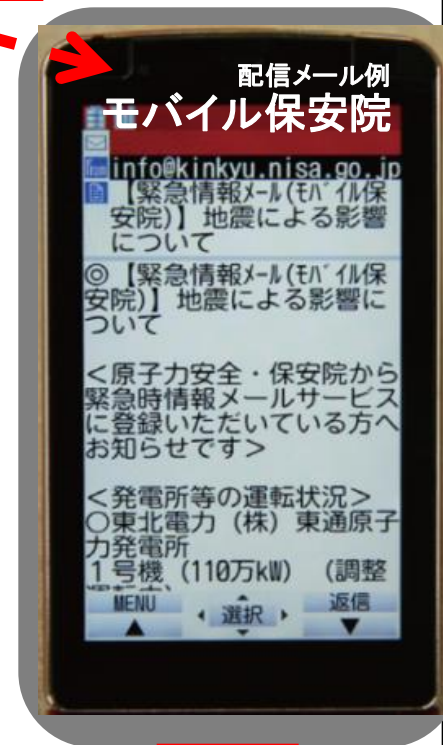 配信メール例
モバイル保安院
info@kinkyu.nisa.go.jp
【緊急情報ﾒｰﾙ(ﾓﾊﾞｲﾙ保
安院)】地震による影響
について
◎【緊急情報ﾒｰﾙ(ﾓﾊﾞｲﾙ保
安院)】地震による影響に
ついて
＜原子力安全・保安院から
緊急時情報メールサービス
に登録いただいている方へ
お知らせです＞
＜発電所等の運転状況＞
○東北電力（株）東通原子
力発電所
１号機（110万kW）　（調整
MENU
選択
返信